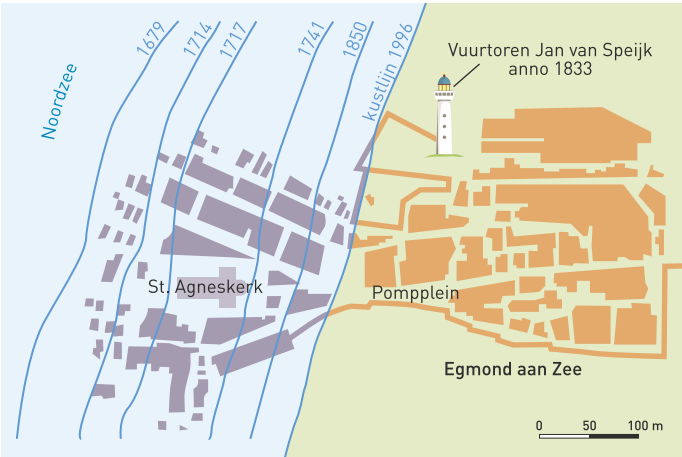 1679
1714
1717
1741
1850
kustlijn 1996
Noordzee
Vuurtoren Jan van Speijk
anno 1833
St. Agneskerk
Pompplein
Egmond aan Zee
0 50 100 m